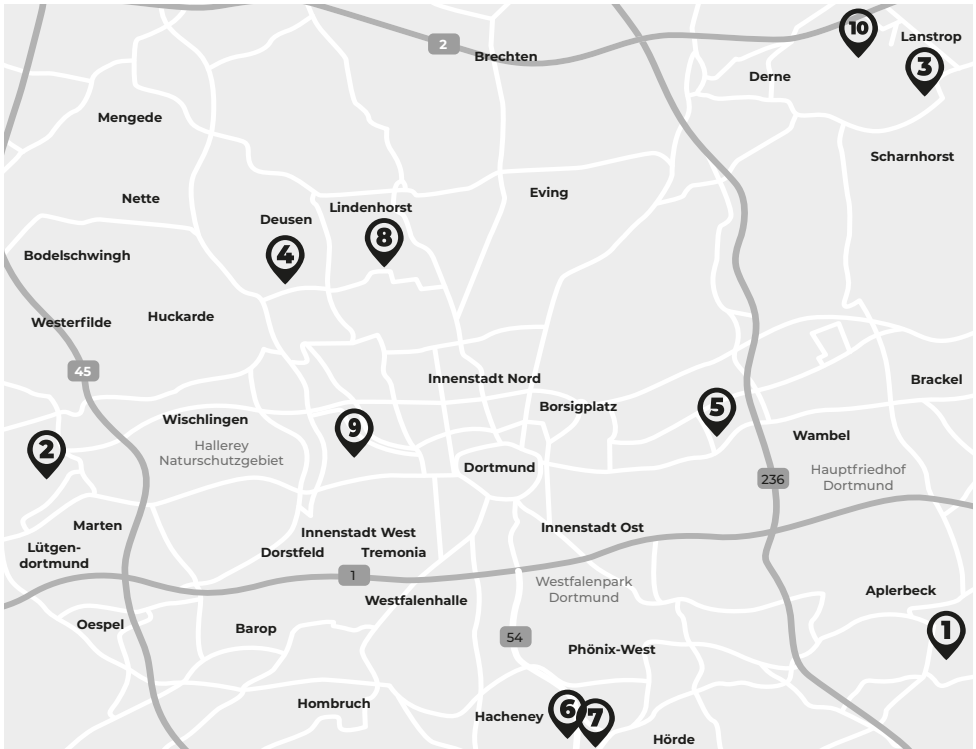 10
Lanstrop
2
Brechten
3
Derne
Mengede
Scharnhorst
Nette
Eving
Lindenhorst
Deusen
8
4
Bodelschwingh
Huckarde
Westerfilde
45
Innenstadt Nord
Brackel
Borsigplatz
5
Wischlingen
9
Wambel
2
Hallerey
Naturschutzgebiet
Dortmund
Hauptfriedhof
Dortmund
236
Marten
Innenstadt West
Innenstadt Ost
Lütgen-
dortmund
Dorstfeld
Tremonia
1
Westfalenpark
Dortmund
Aplerbeck
Westfalenhalle
Oespel
Barop
54
1
Phönix-West
Hombruch
Hacheney
6
7
Hörde